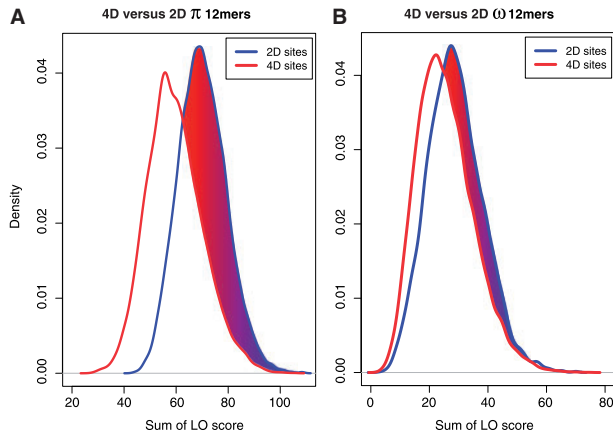 A
4D versus 2D π 12mers
2D sites
4D sites
Density
0.00
0.01
0.02
0.03
0.04
20 40 60 80 100
Sum of LO score
B
4D versus 2D ω 12mers
2D sites
4D sites
0.00
0.01
0.02
0.03
0.04
0 20 40 60 80
Sum of LO score